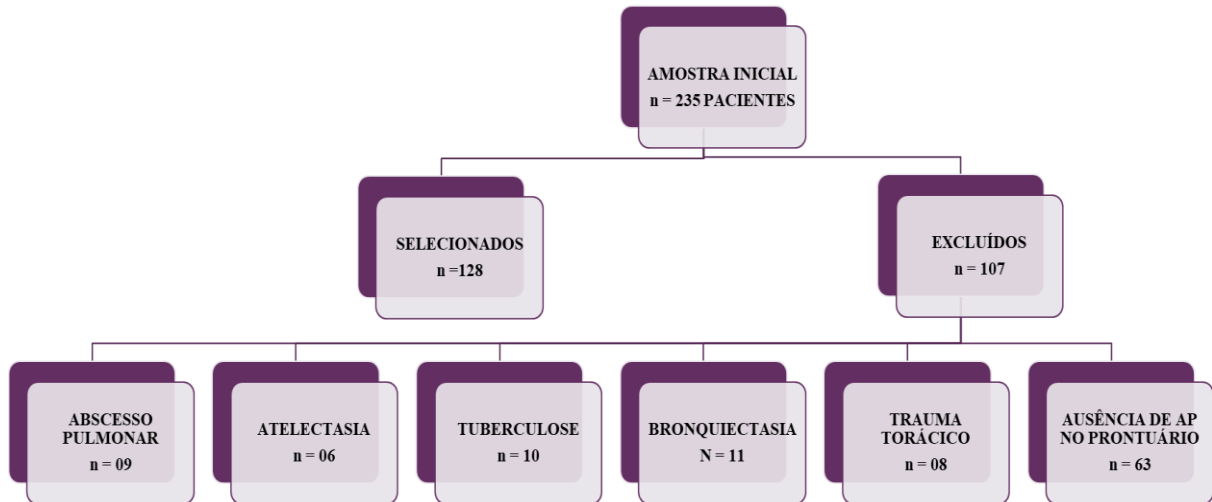 AMOSTRA INICIAL
n = 235 PACIENTES
SELECIONADOS
n =128
EXCLUÍDOS
n = 107
ABSCESSO
PULMONAR
n = 09
ATELECTASIA
n = 06
TUBERCULOSE
n = 10
BRONQUIECTASIA
N = 11
TRAUMA
TORÁCICO
n = 08
AUSÊNCIA DE AP
NO PRONTUÁRIO
n = 63